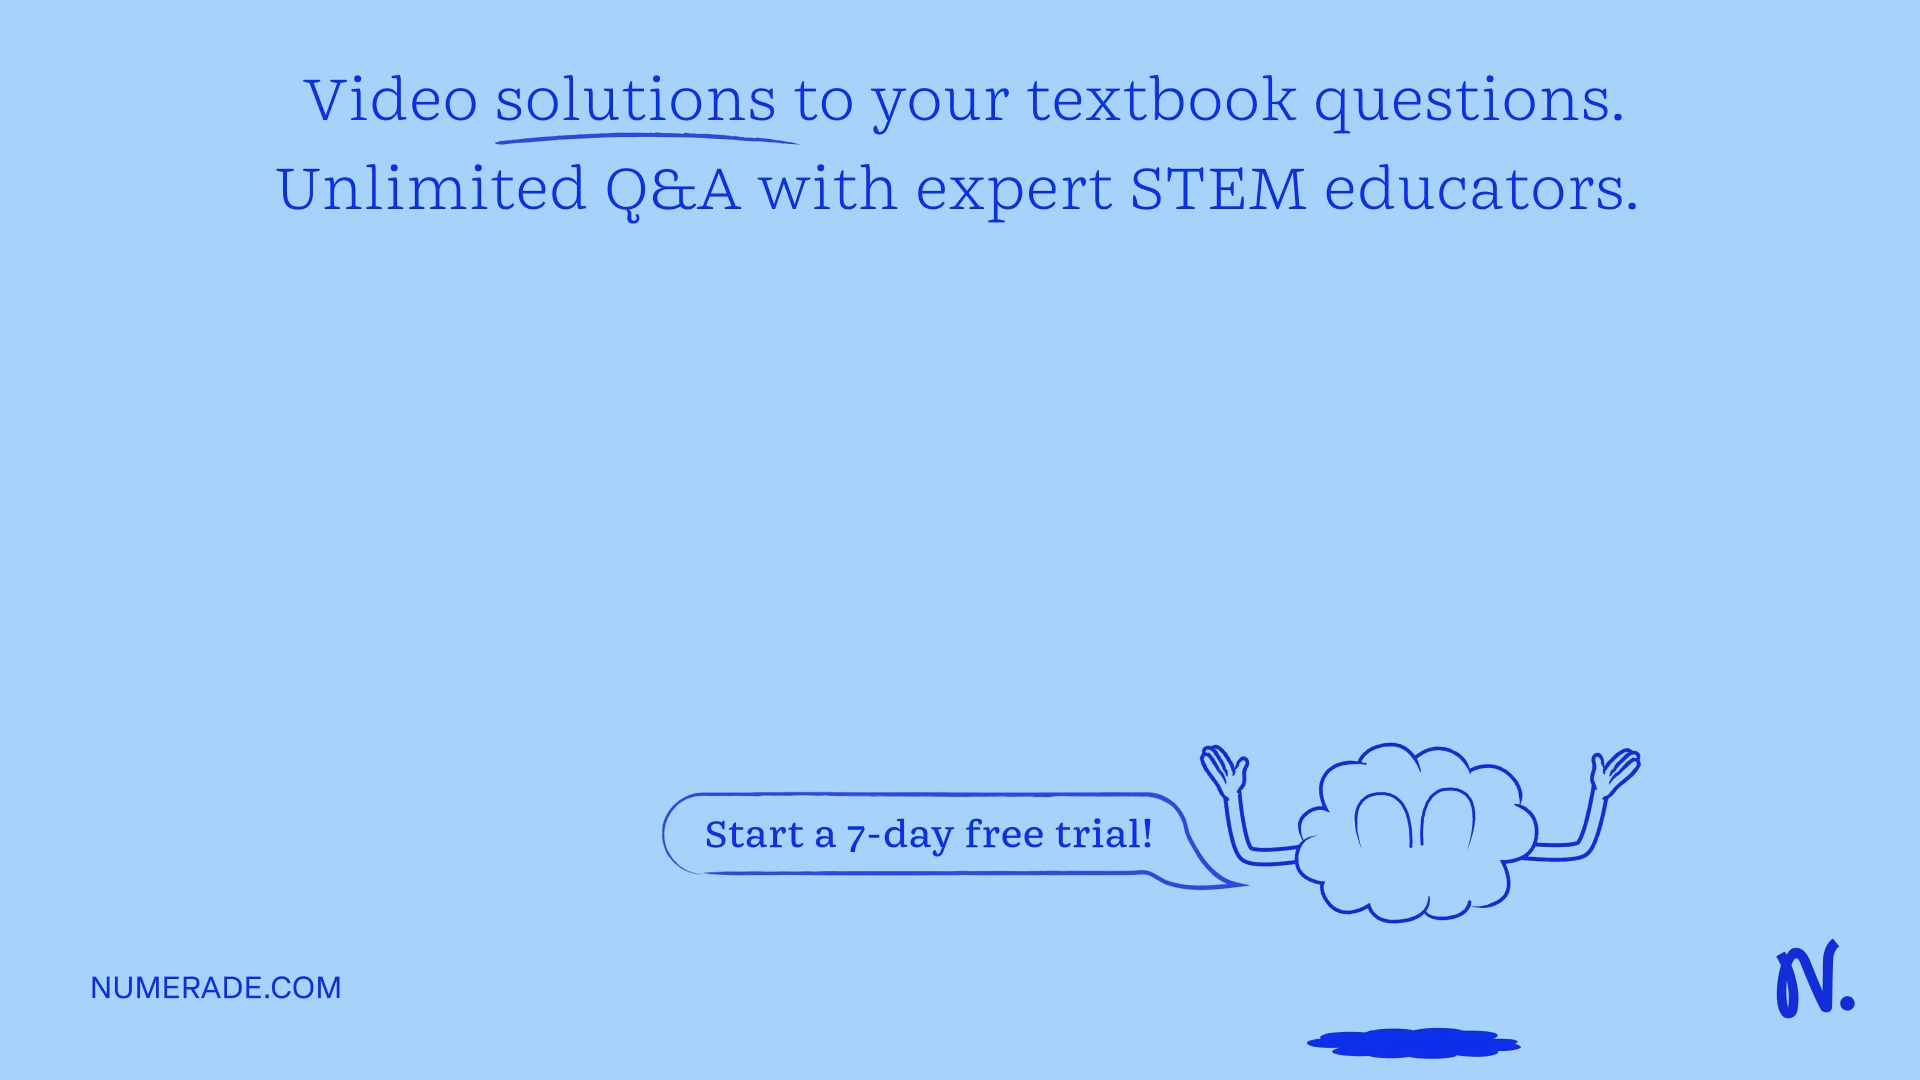 Video solutions to your textbook questions.
Unlimited Q&A with expert STEM educators.
Start a 7-day free trial!
NUMERADE.COM
N.